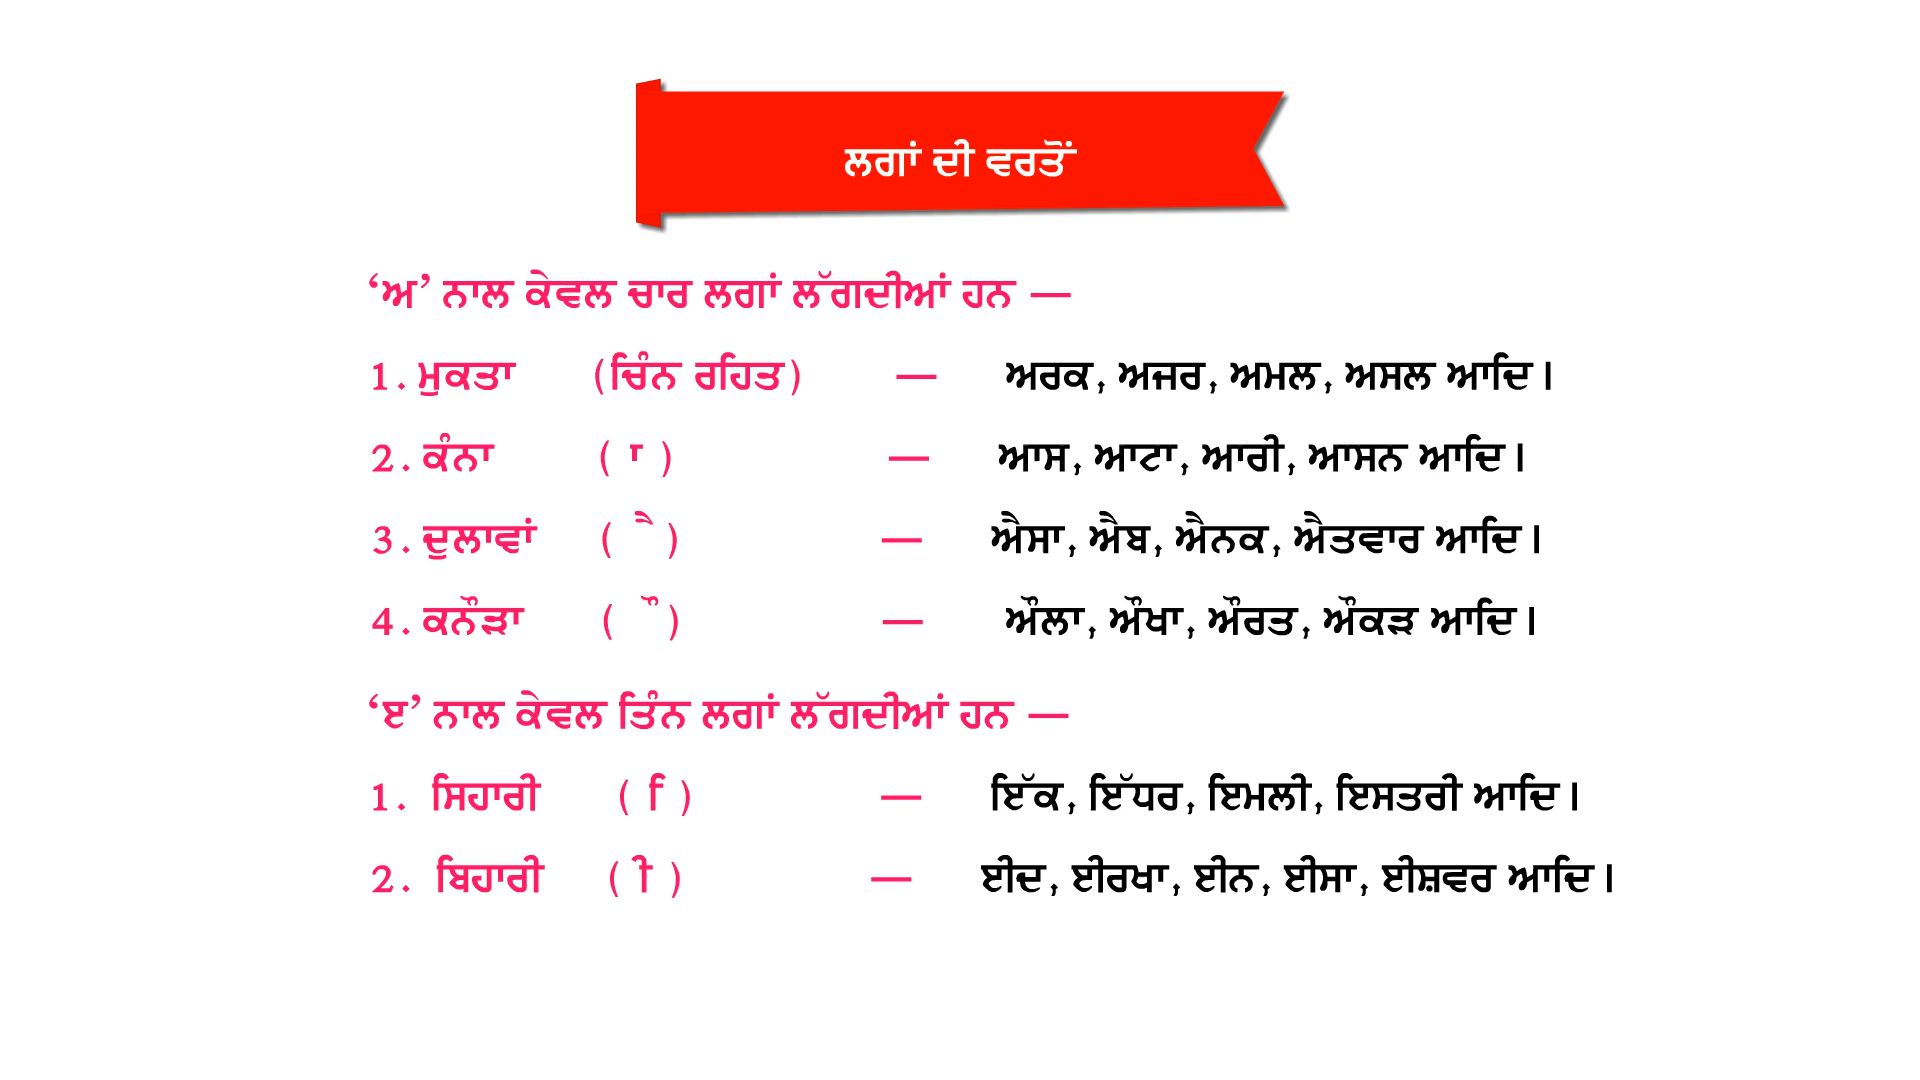 ਲਗਾਂ ਦੀ ਵਰਤੋਂ
‘ਅ’ ਨਾਲ ਕੇਵਲ ਚਾਰ ਲਗਾਂ ਲੱਗਦੀਆਂ ਹਨ —
1. ਮੁਕਤਾ (ਚਿੰਨ ਰਹਿਤ) — ਅਰਕ, ਅਜਰ, ਅਮਲ, ਅਸਲ ਆਦਿ।
2. ਕੰਨਾ ( ਾ ) — ਆਸ, ਆਟਾ, ਆਰੀ, ਆਸਨ ਆਦਿ।
3. ਦੁਲਾਵਾਂ ( ੈ ) — ਐਸਾ, ਐਬ, ਐਨਕ, ਐਤਵਾਰ ਆਦਿ।
4. ਕਨੌੜਾ ( ੌ ) — ਔਲਾ, ਔਖਾ, ਔਰਤ, ਔਕੜ ਆਦਿ।
‘ੲ’ ਨਾਲ ਕੇਵਲ ਤਿੰਨ ਲਗਾਂ ਲੱਗਦੀਆਂ ਹਨ —
1. ਸਿਹਾਰੀ ( ਿ ) — ਇੱਕ, ਇੱਧਰ, ਇਮਲੀ, ਇਸਤਰੀ ਆਦਿ।
2. ਬਿਹਾਰੀ ( ੀ ) — ਈਦ, ਈਰਖਾ, ਈਨ, ਈਸਾ, ਈਸ਼ਵਰ ਆਦਿ।